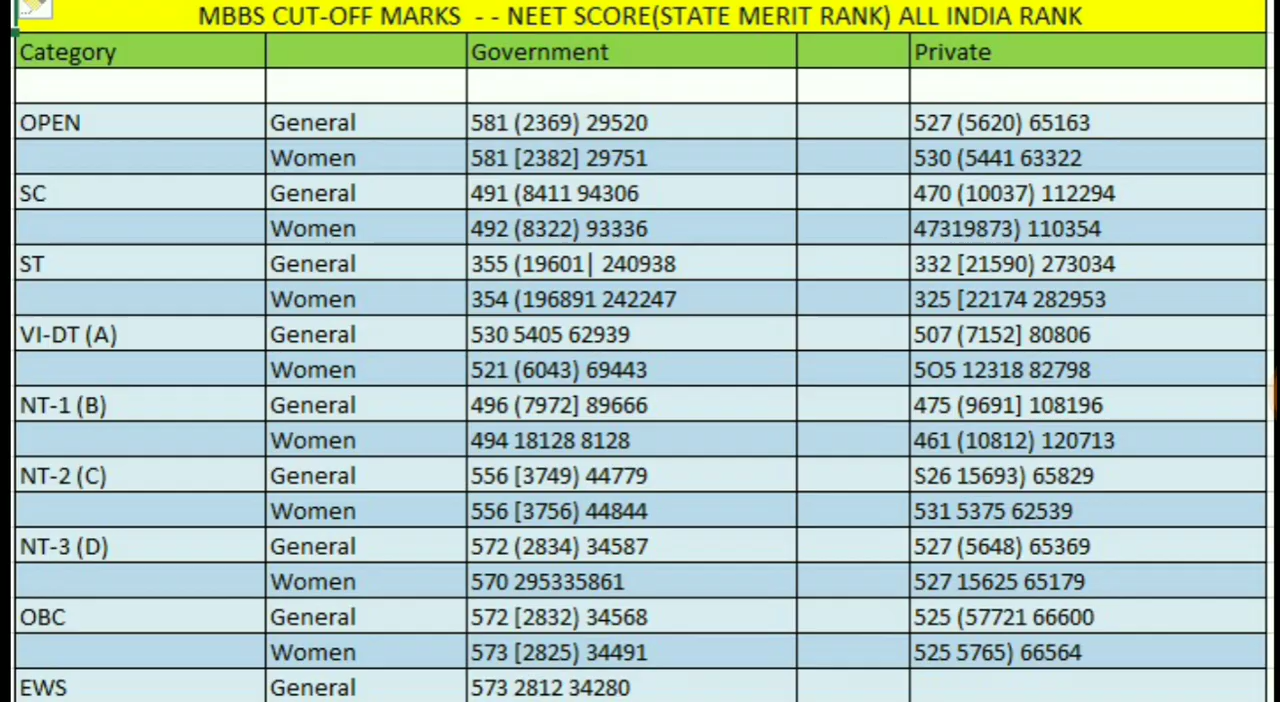 MBBS CUT-OFF MARKS - - NEET SCORE(STATE MERIT RANK) ALL INDIA RANK
Category Government Private
OPEN General 581 (2369) 29520 527 (5620) 65163
Women 581 [2382] 29751 530 (5441 63322
SC General 491 (8411 94306 470 (10037) 112294
Women 492 (8322) 93336 47319873) 110354
ST General 355 (19601| 240938 332 [21590) 273034
Women 354 (196891 242247 325 [22174 282953
VI-DT (A) General 530 5405 62939 507 (7152] 80806
Women 521 (6043) 69443 5O5 12318 82798
NT-1 (B) General 496 (7972] 89666 475 (9691] 108196
Women 494 18128 8128 461 (10812) 120713
NT-2 (C) General 556 [3749) 44779 S26 15693) 65829
Women 556 [3756) 44844 531 5375 62539
NT-3 (D) General 572 (2834) 34587 527 (5648) 65369
Women 570 295335861 527 15625 65179
OBC General 572 [2832) 34568 525 (57721 66600
Women 573 [2825) 34491 525 5765) 66564
EWS General 573 2812 34280